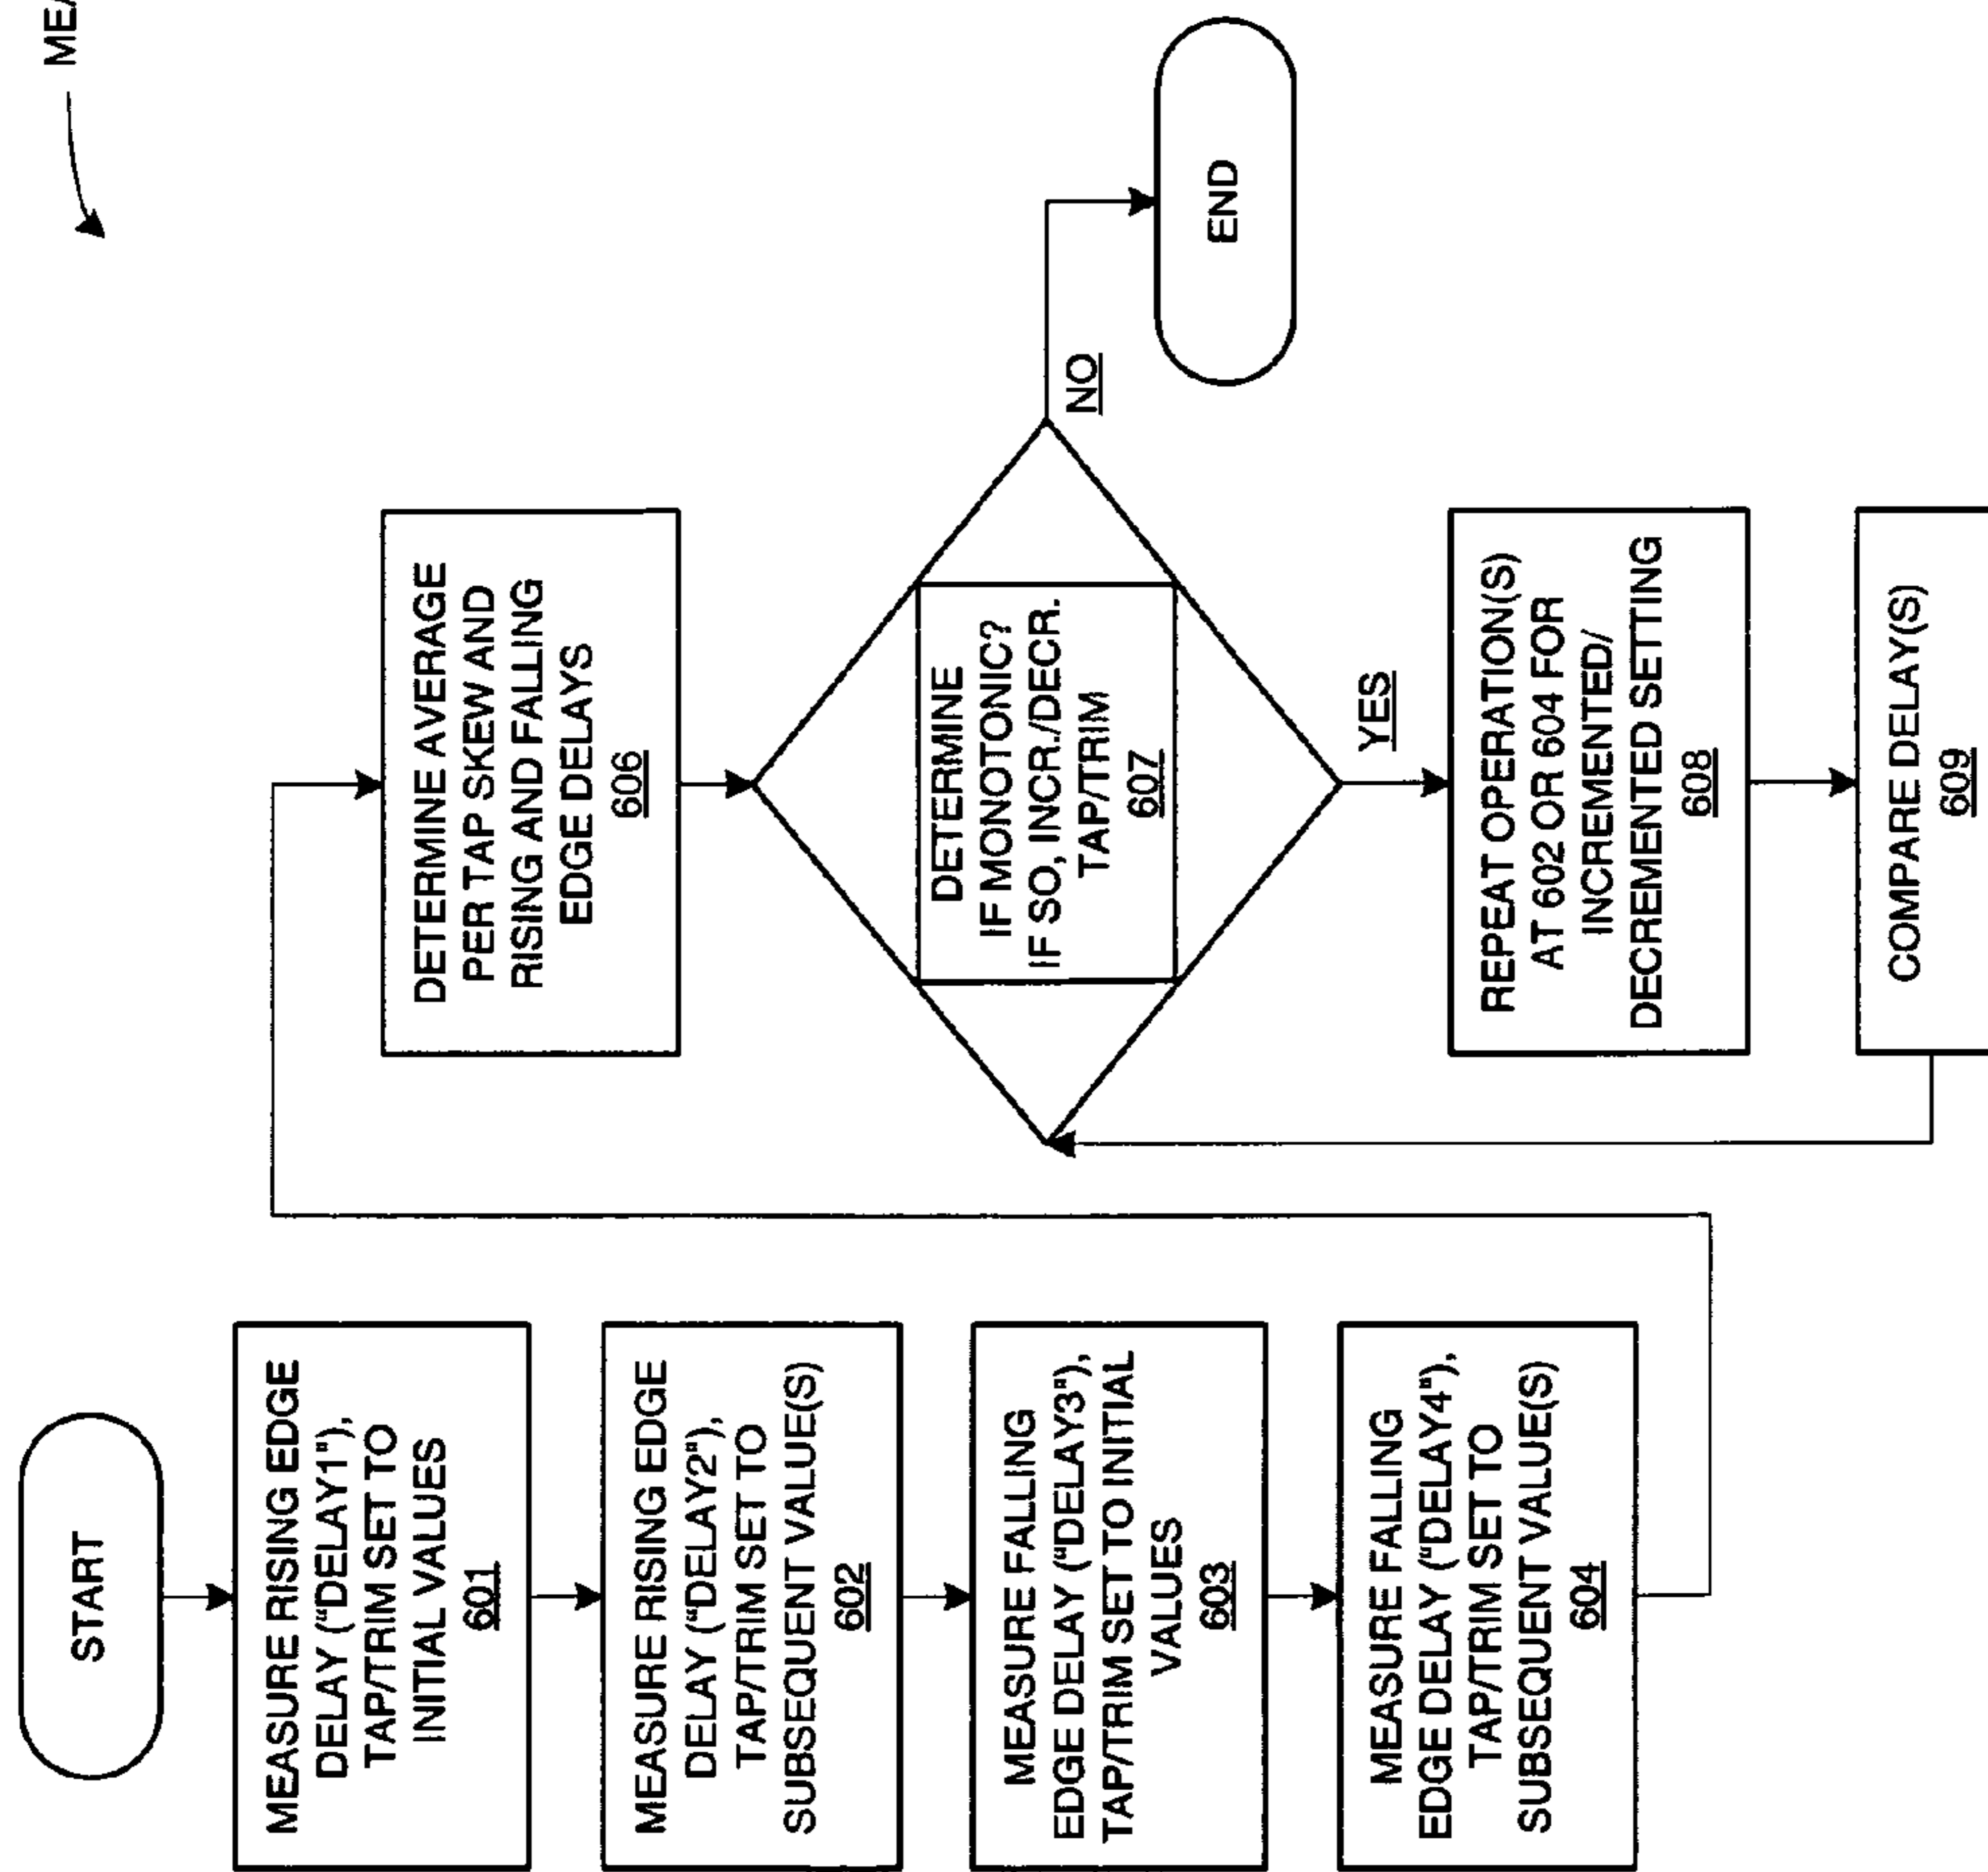 START
MEASURE RISING EDGE
DELAY ("DELAY1"),
TAP/TRIM SET TO
INITIAL VALUES
601
MEASURE RISING EDGE
DELAY ("DELAY2"),
TAP/TRIM SET TO
SUBSEQUENT VALUE(S)
602
MEASURE FALLING
EDGE DELAY ("DELAY3"),
TAP/TRIM SET TO INITIAL
VALUES
603
MEASURE FALLING
EDGE DELAY ("DELAY4"),
TAP/TRIM SET TO
SUBSEQUENT VALUE(S)
604
DETERMINE AVERAGE
PER TAP SKEW AND
RISING AND FALLING
EDGE DELAYS
606
DETERMINE
IF MONOTONIC?
IF SO, INCR./DECR.
TAP/TRIM
607
NO
END
YES
REPEAT OPERATION(S)
AT 602 OR 604 FOR
INCREMENTED/
DECREMENTED SETTING
608
COMPARE DELAY(S)
609